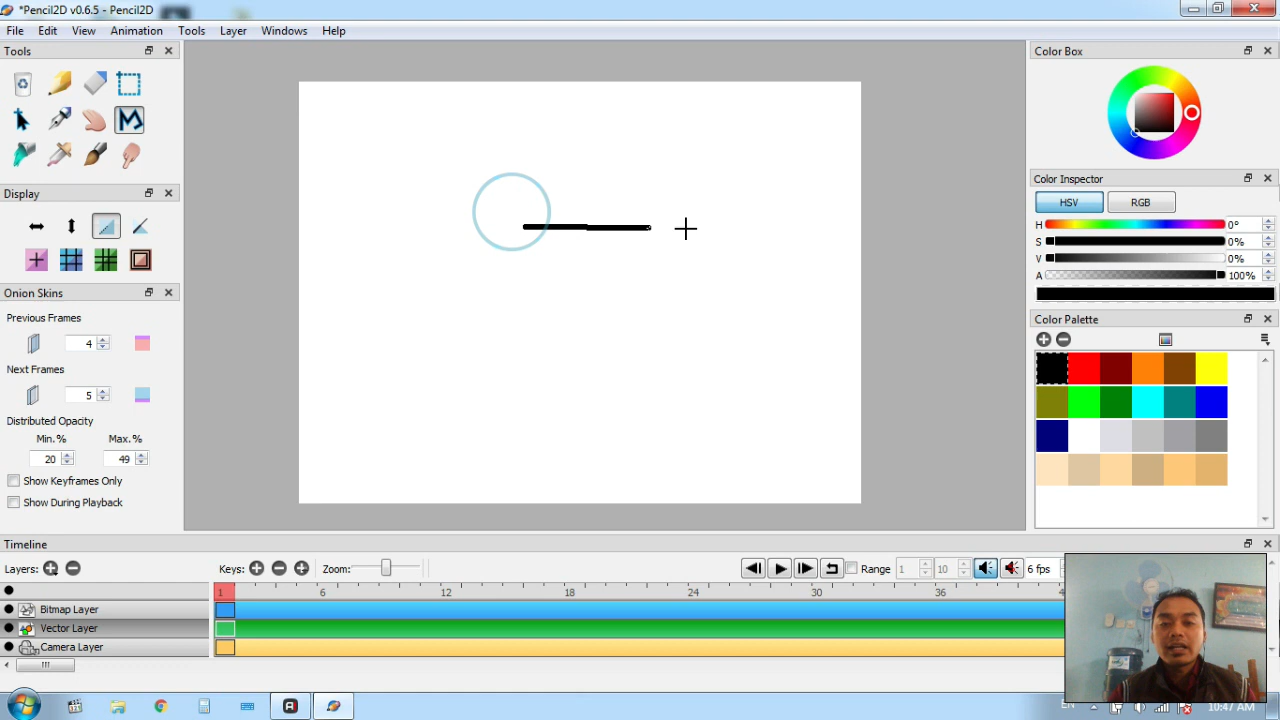 *Pencil2D v0.6.5 - Pencil2D
File Edit View Animation Tools Layer Windows Help
Tools
Color Box
Display
Color Inspector
HSV RGB
H 0°
S 0%
V 0%
A 100%
Onion Skins
Previous Frames
4
Next Frames
5
Distributed Opacity
Min. % Max. %
20 49
Show Keyframes Only
Show During Playback
Color Palette
Timeline
Layers: Keys: Zoom: Range 1 10 6 fps
1 6 12 18 24 30 36
Bitmap Layer
Vector Layer
Camera Layer
EN 10:47 AM